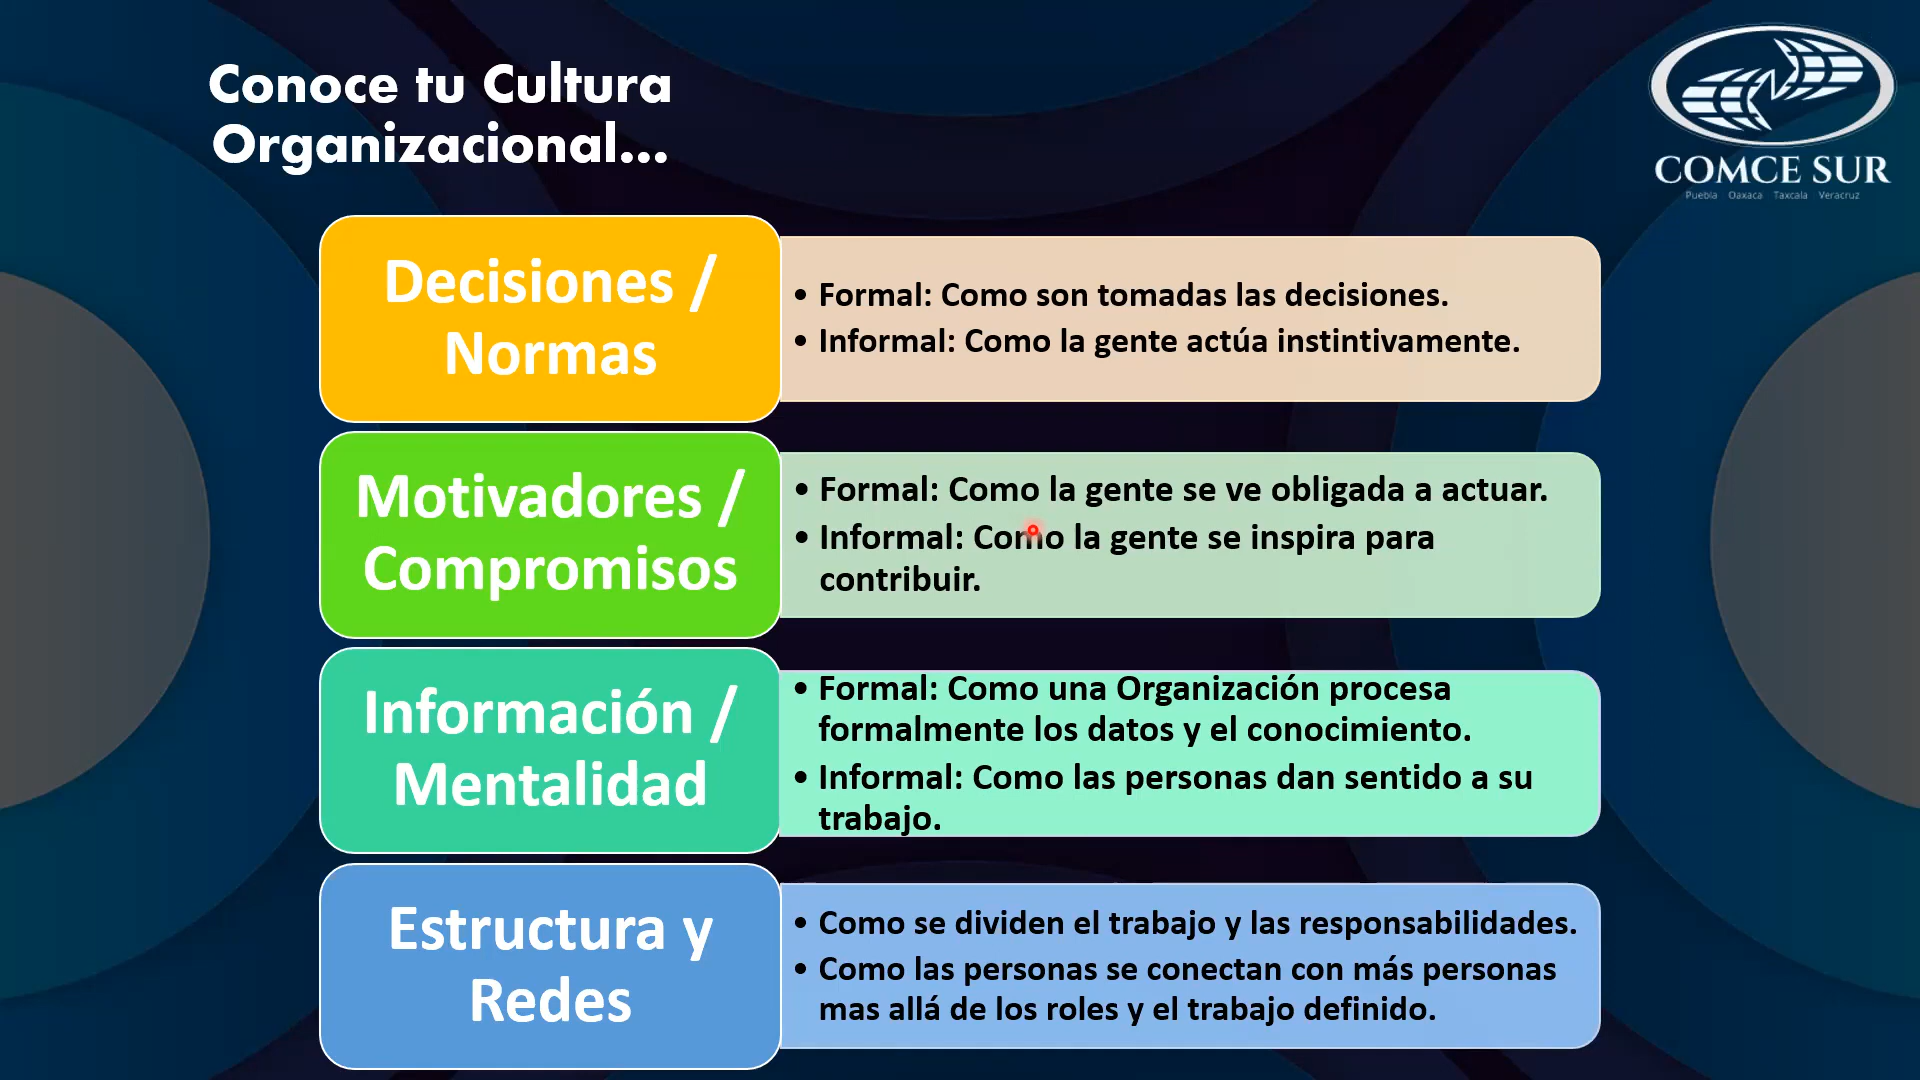 Conoce tu Cultura
Organizacional...
COMCE SUR
Puebla Oaxaca Taxcala Veracruz
Decisiones /
Normas
• Formal: Como son tomadas las decisiones.
• Informal: Como la gente actúa instintivamente.
Motivadores /
Compromisos
• Formal: Como la gente se ve obligada a actuar.
• Informal: Como la gente se inspira para
contribuir.
Información /
Mentalidad
• Formal: Como una Organización procesa
formalmente los datos y el conocimiento.
• Informal: Como las personas dan sentido a su
trabajo.
Estructura y
Redes
• Como se dividen el trabajo y las responsabilidades.
• Como las personas se conectan con más personas
mas allá de los roles y el trabajo definido.